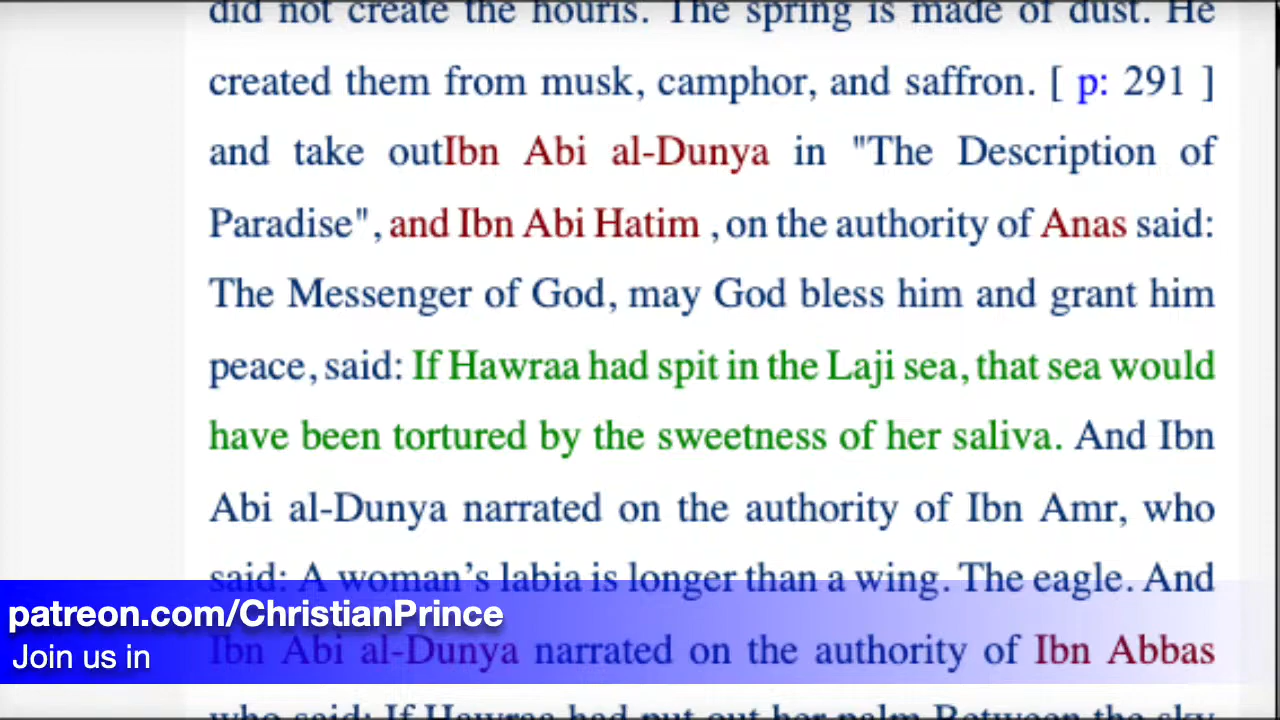 did not create the houris. The spring is made of dust. He
created them from musk, camphor, and saffron. [ p: 291 ]
and take outIbn Abi al-Dunya in "The Description of
Paradise", and Ibn Abi Hatim , on the authority of Anas said:
The Messenger of God, may God bless him and grant him
peace, said: If Hawraa had spit in the Laji sea, that sea would
have been tortured by the sweetness of her saliva. And Ibn
Abi al-Dunya narrated on the authority of Ibn Amr, who
said: A woman’s labia is longer than a wing. The eagle. And
patreon.com/ChristianPrince
Join us in
Ibn Abi al-Dunya narrated on the authority of Ibn Abbas
who said: If Hawraa had put out her palm Between the sky